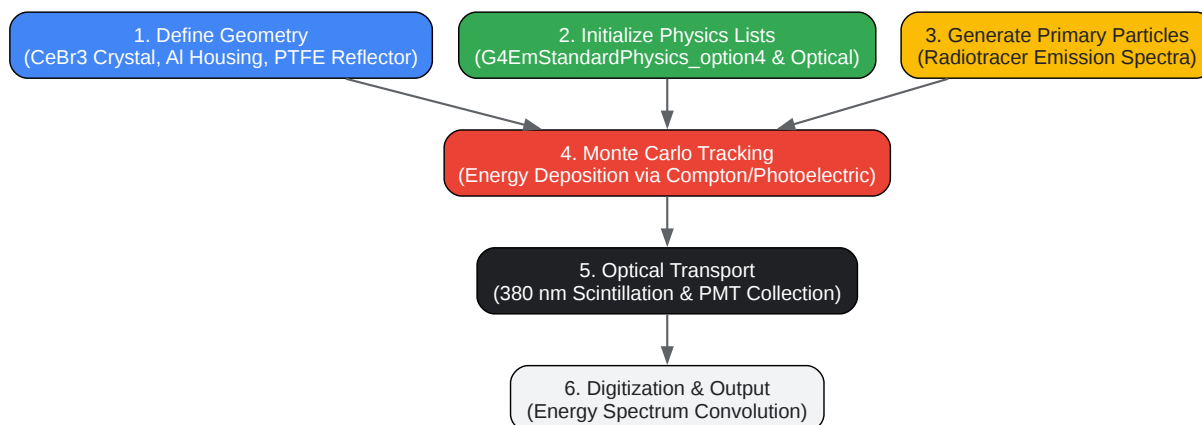 1. Define Geometry
(CeBr3 Crystal, Al Housing, PTFE Reflector)
2. Initialize Physics Lists
(G4EmStandardPhysics_option4 & Optical)
3. Generate Primary Particles
(Radiotracer Emission Spectra)
4. Monte Carlo Tracking
(Energy Deposition via Compton/Photoelectric)
5. Optical Transport
(380 nm Scintillation & PMT Collection)
6. Digitization & Output
(Energy Spectrum Convolution)